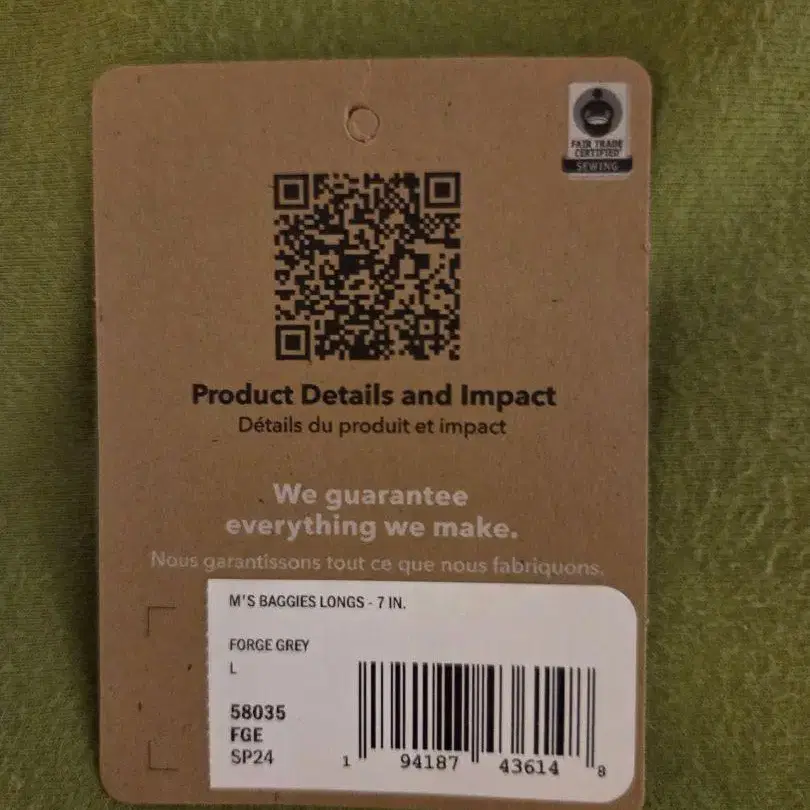 FAIR TRADE
CERTIFIED
SEWING
Product Details and Impact
Détails du produit et impact
We guarantee
everything we make.
Nous garantissons tout ce que nous fabriquons.
M'S BAGGIES LONGS - 7 IN.
FORGE GREY
L
58035
FGE
SP24
1 94187 43614 8